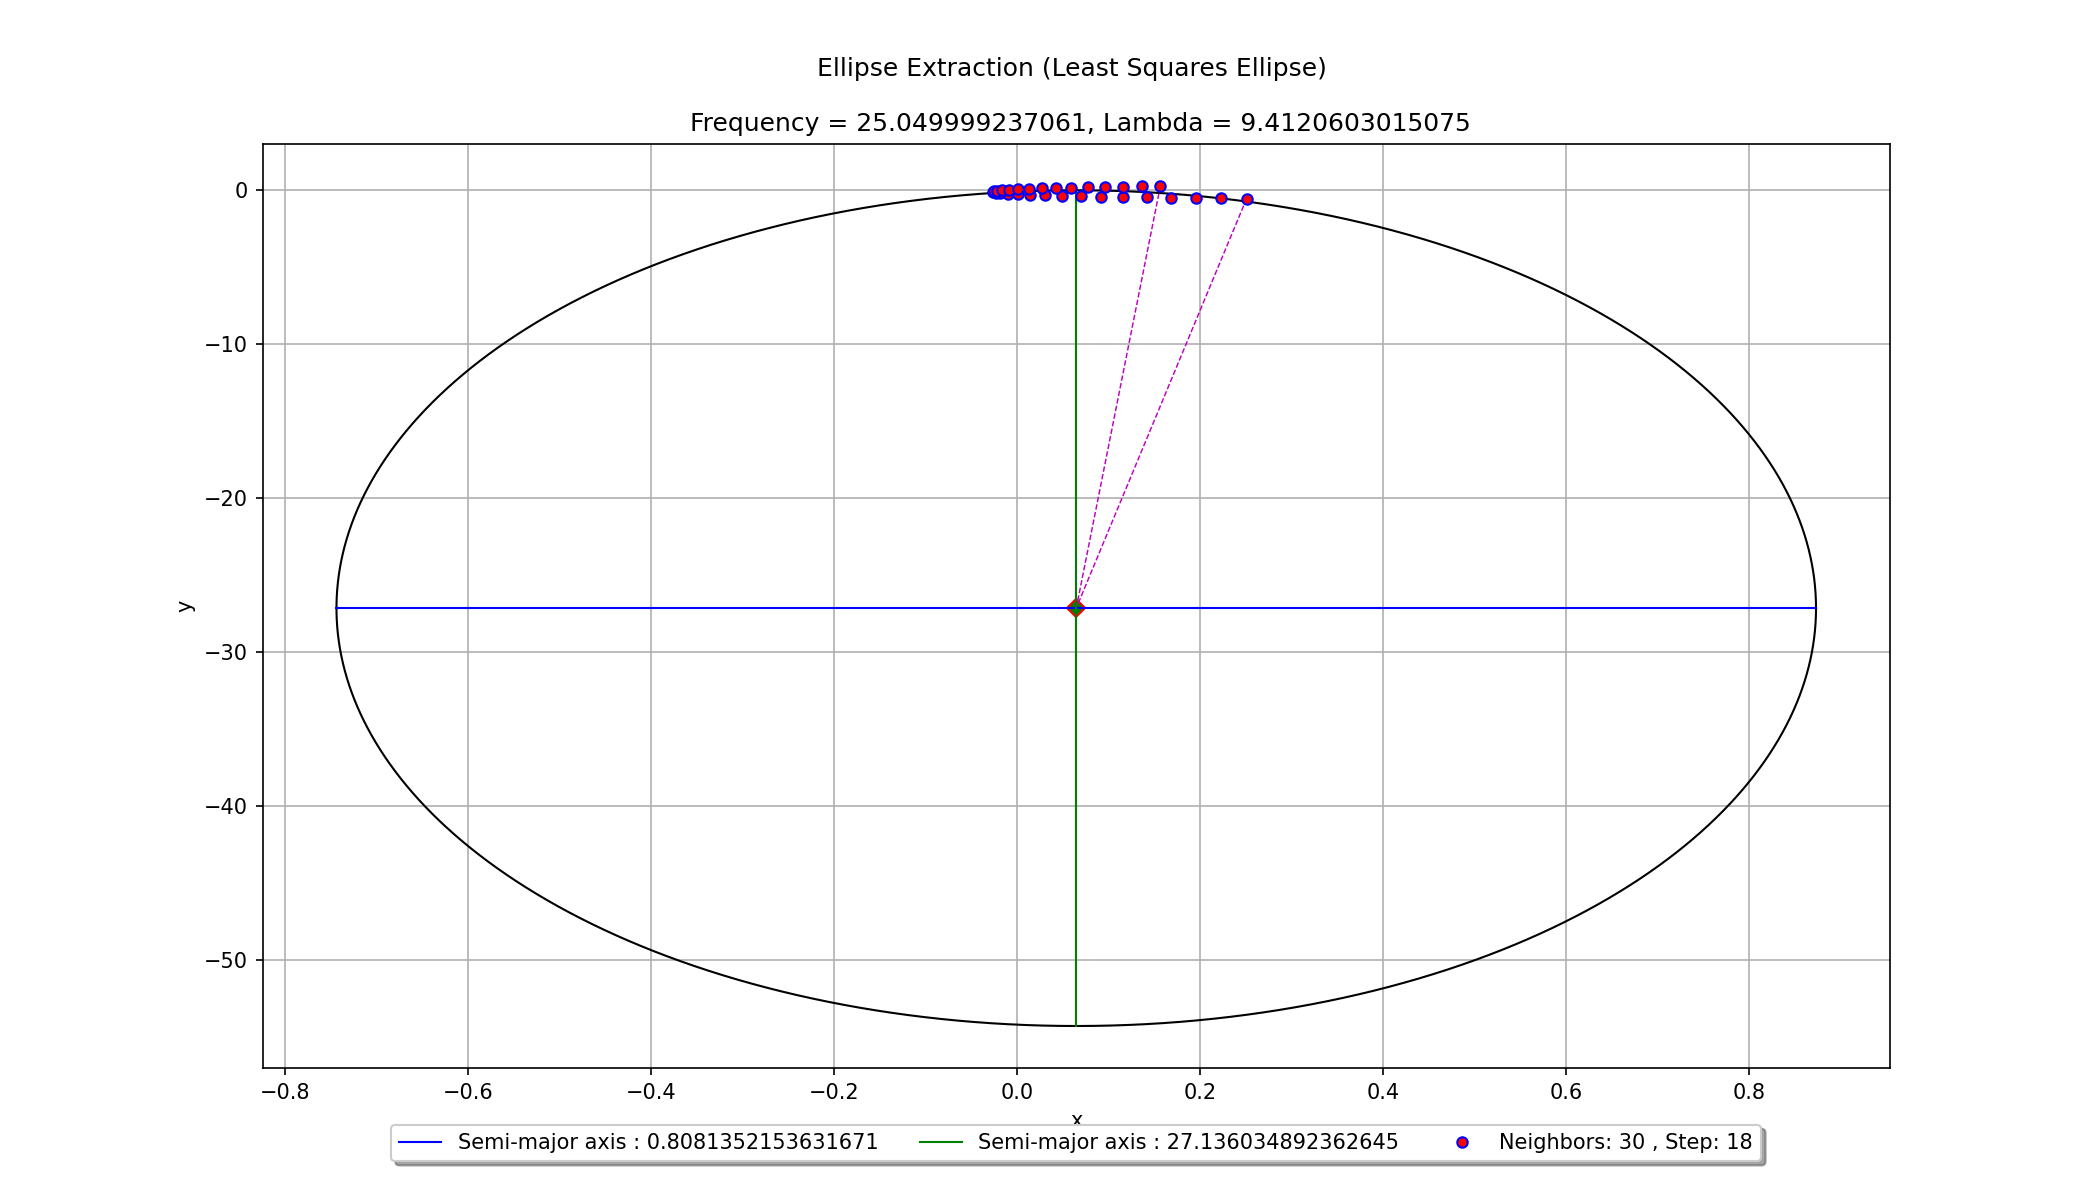 Ellipse Extraction (Least Squares Ellipse)
Frequency = 25.049999237061, Lambda = 9.4120603015075
0
−10
−20
−30
−40
−50
y
−0.8 −0.6 −0.4 −0.2 0.0 0.2 0.4 0.6 0.8
x
Semi-major axis : 0.8081352153631671 Semi-major axis : 27.136034892362645 Neighbors: 30 , Step: 18